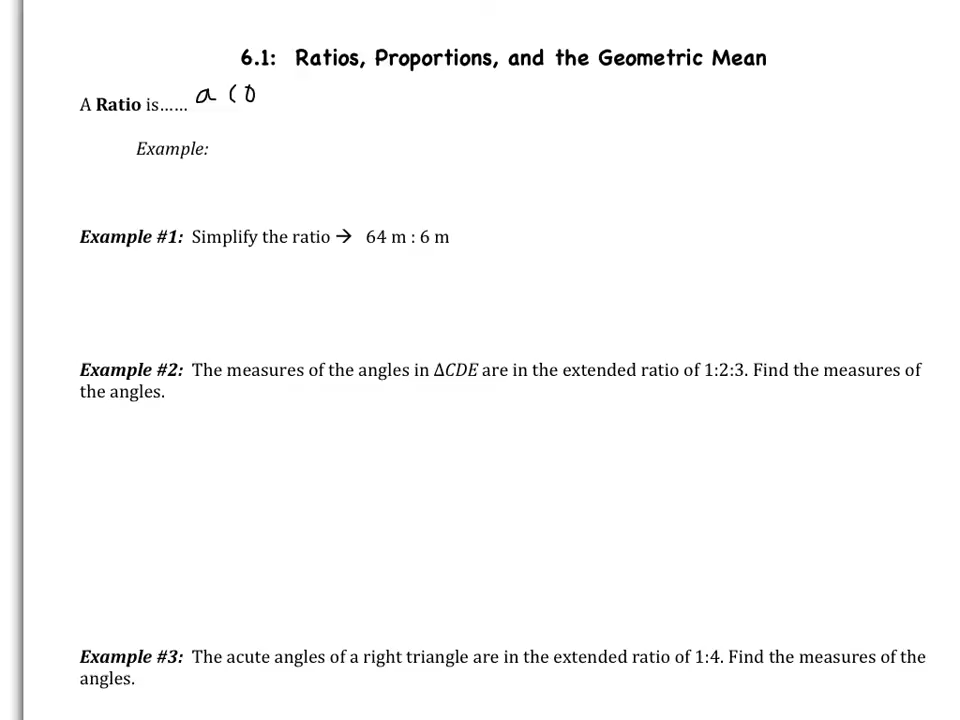 6.1: Ratios, Proportions, and the Geometric Mean
A Ratio is...... a
Example:
Example #1: Simplify the ratio → 64 m : 6 m
Example #2: The measures of the angles in ΔCDE are in the extended ratio of 1:2:3. Find the measures of
the angles.
Example #3: The acute angles of a right triangle are in the extended ratio of 1:4. Find the measures of the
angles.